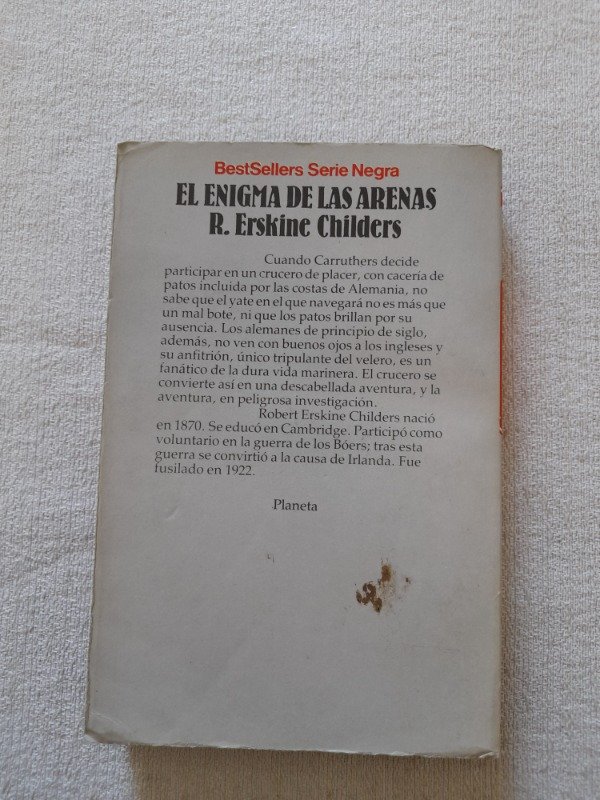 BestSellers Serie Negra
EL ENIGMA DE LAS ARENAS
R. Erskine Childers
Cuando Carruthers decide
participar en un crucero de placer, con cacería de
patos incluida por las costas de Alemania, no
sabe que el yate en el que navegará no es más que
un mal bote, ni que los patos brillan por su
ausencia. Los alemanes de principio de siglo,
además, no ven con buenos ojos a los ingleses y
su anfitrión, único tripulante del velero, es un
fanático de la dura vida marinera. El crucero se
convierte así en una descabellada aventura, y la
aventura, en peligrosa investigación.
Robert Erskine Childers nació
en 1870. Se educó en Cambridge. Participó como
voluntario en la guerra de los Bóers; tras esta
guerra se convirtió a la causa de Irlanda. Fue
fusilado en 1922.
Planeta